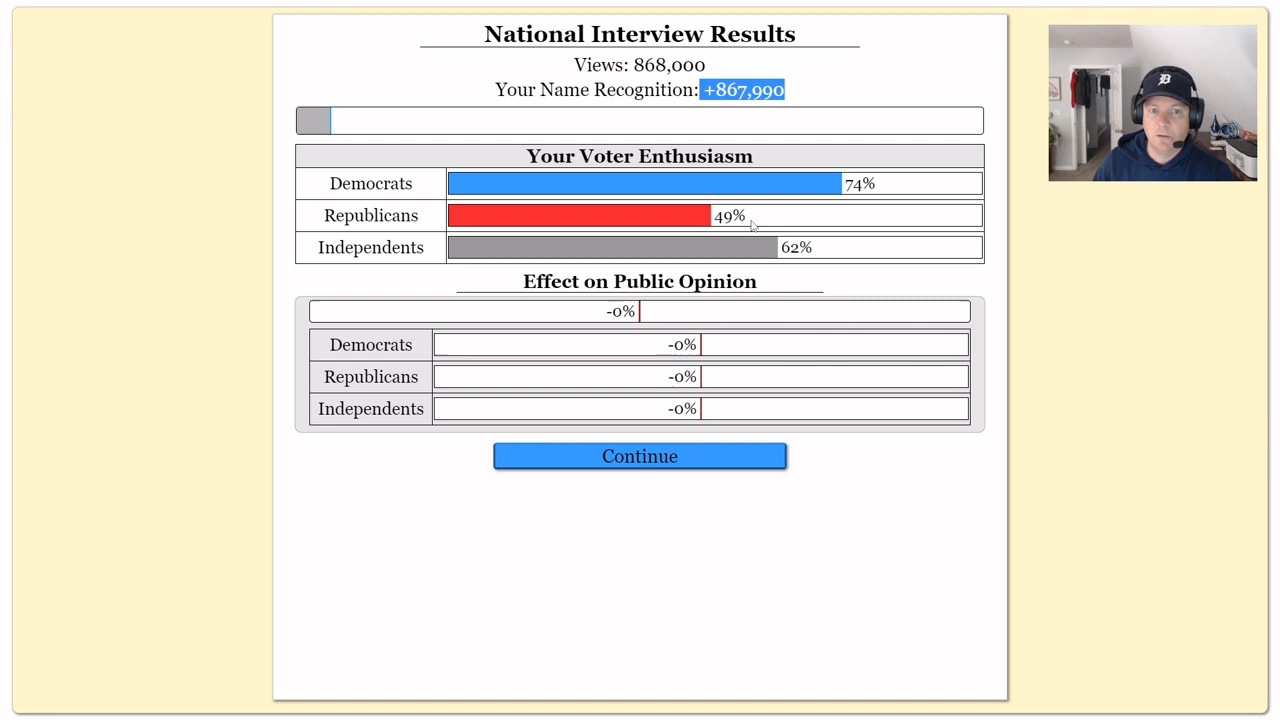 National Interview Results
Views: 868,000
Your Name Recognition: +867,990
Your Voter Enthusiasm
Democrats 74%
Republicans 49%
Independents 62%
Effect on Public Opinion
-0%
Democrats -0%
Republicans -0%
Independents -0%
Continue